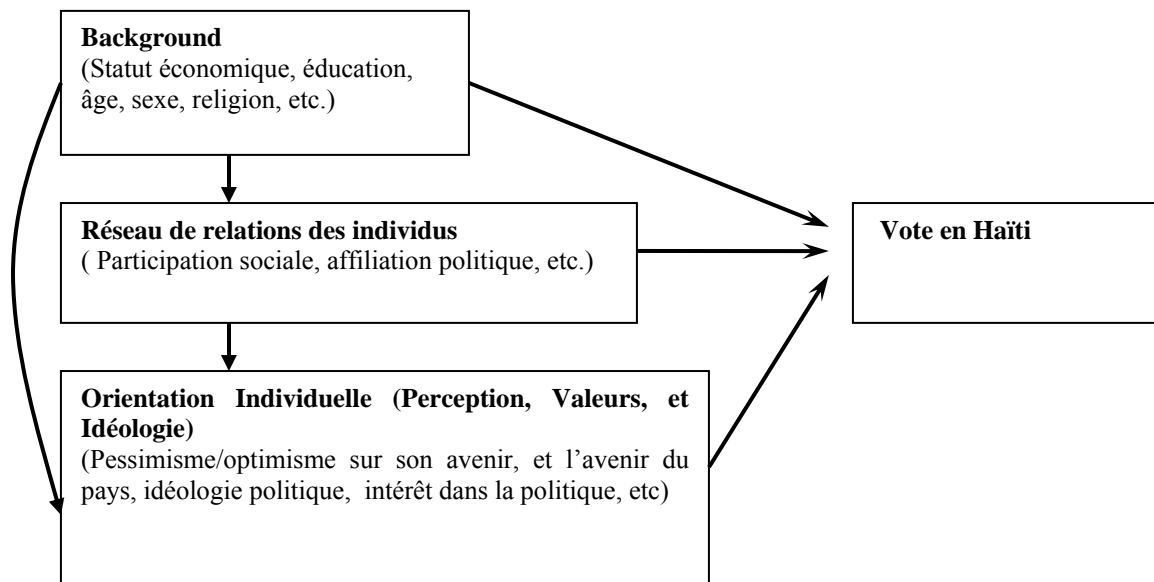 Background
(Statut économique, éducation,
âge, sexe, religion, etc.)
Réseau de relations des individus
( Participation sociale, affiliation politique, etc.)
Vote en Haïti
Orientation Individuelle (Perception, Valeurs, et
Idéologie)
(Pessimisme/optimisme sur son avenir, et l’avenir du
pays, idéologie politique, intérêt dans la politique, etc)